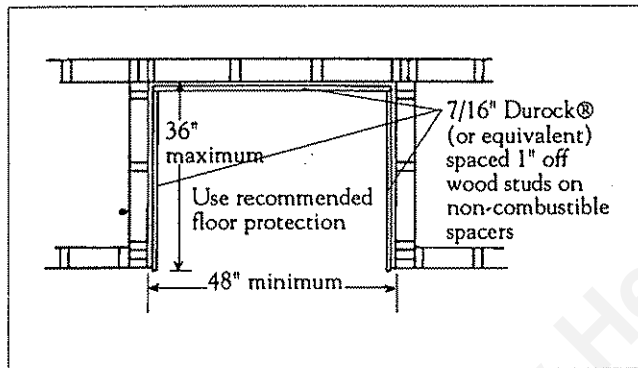 36"
maximum
Use recommended
floor protection
48" minimum
7/16" Durock®
(or equivalent)
spaced 1" off
wood studs on
non-combustible
spacers